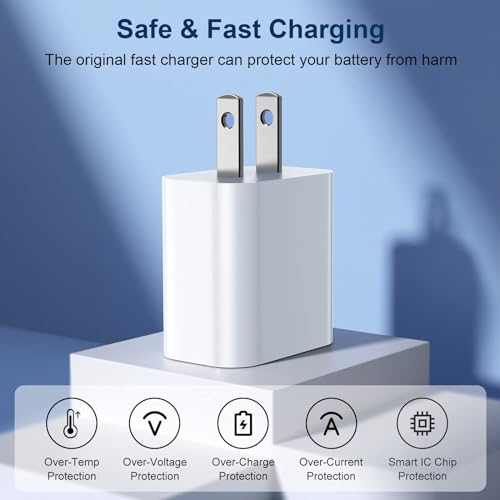 Safe & Fast Charging
The original fast charger can protect your battery from harm
Over-Temp
Protection
V
Over-Voltage
Protection
Over-Charge
Protection
A
Over-Current
Protection
Smart IC Chip
Protection